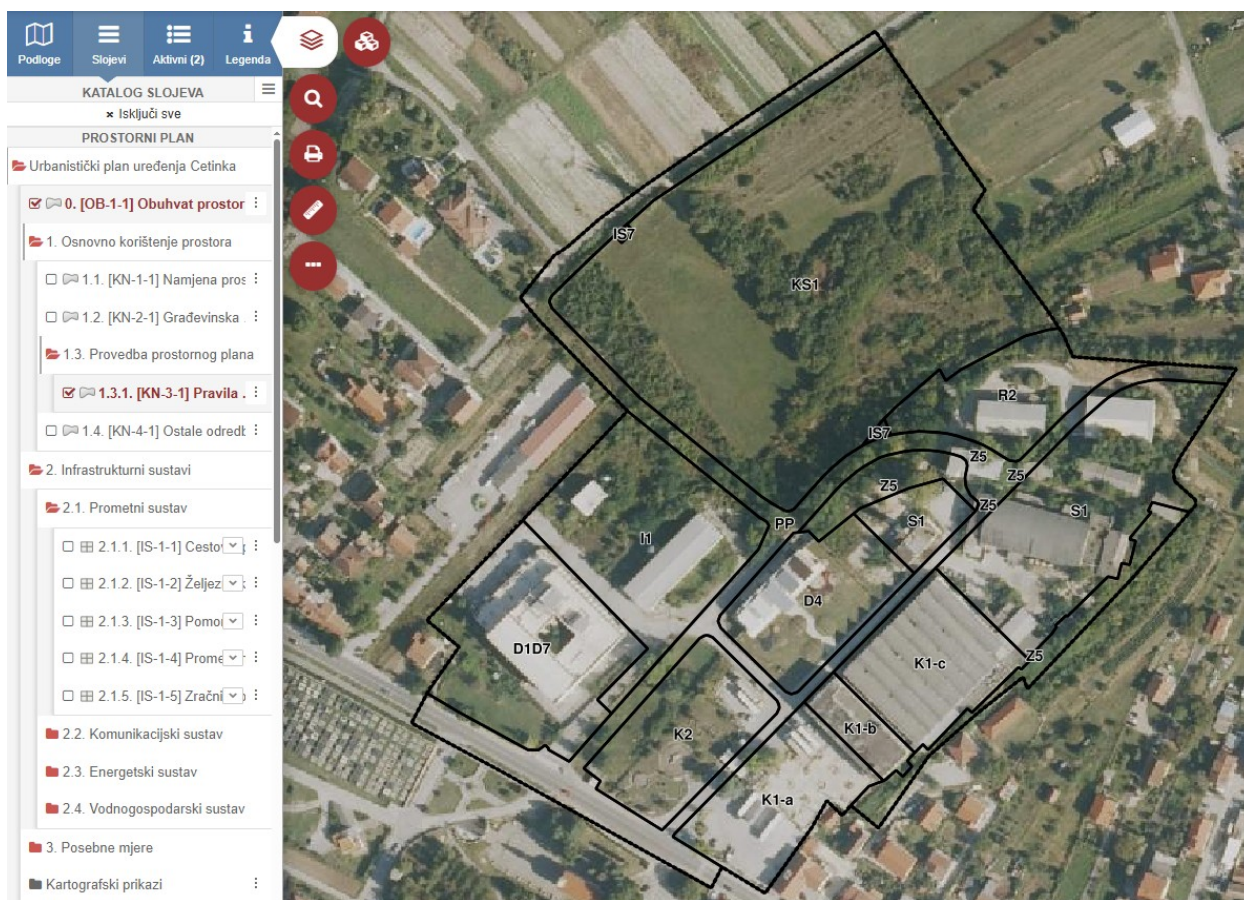 Podloge
Slojevi
Aktivni (2)
Legenda
KATALOG SLOJEVA
× Isključi sve
PROSTORNI PLAN
Urbanistički plan uređenja Cetinka
0. [OB-1-1] Obuhvat prostor
1. Osnovno korištenje prostora
1.1. [KN-1-1] Namjena pros
1.2. [KN-2-1] Građevinska
1.3. Provedba prostornog plana
1.3.1. [KN-3-1] Pravila .
1.4. [KN-4-1] Ostale odredb
2. Infrastrukturni sustavi
2.1. Prometni sustav
2.1.1. [IS-1-1] Cestov
2.1.2. [IS-1-2] Željez
2.1.3. [IS-1-3] Pomo
2.1.4. [IS-1-4] Prome
2.1.5. [IS-1-5] Zračni
2.2. Komunikacijski sustav
2.3. Energetski sustav
2.4. Vodnogospodarski sustav
3. Posebne mjere
Kartografski prikazi
IS7
KS1
R2
IS7
Z5
Z5
Z5
Z5
S1
S1
PP
I1
D4
D1D7
K1-c
Z5
K2
K1-b
K1-a